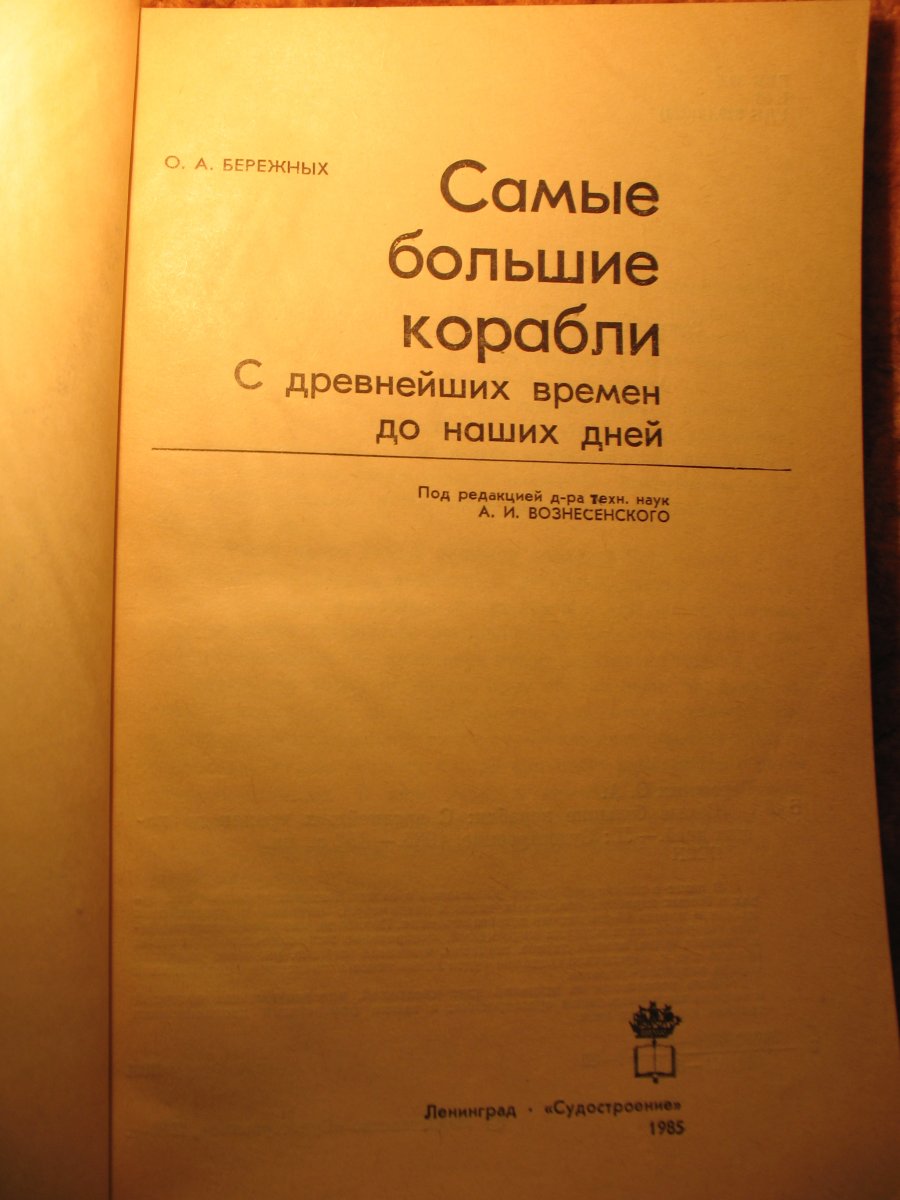 О. А. БЕРЕЖНЫХ
Самые
большие
корабли
С древнейших времен
до наших дней
Под редакцией д-ра техн. наук
А. И. ВОЗНЕСЕНСКОГО
Ленинград · «Судостроение»
1985